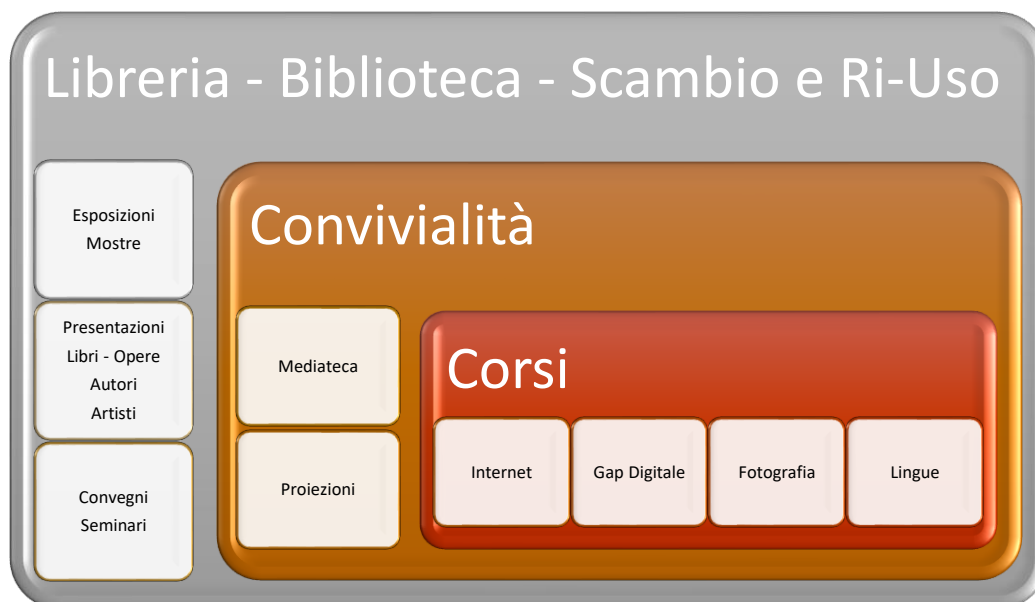 Libreria - Biblioteca - Scambio e Ri-Uso
Esposizioni
Mostre
Presentazioni
Libri - Opere
Autori
Artisti
Convegni
Seminari
Convivialità
Mediateca
Proiezioni
Corsi
Internet
Gap Digitale
Fotografia
Lingue